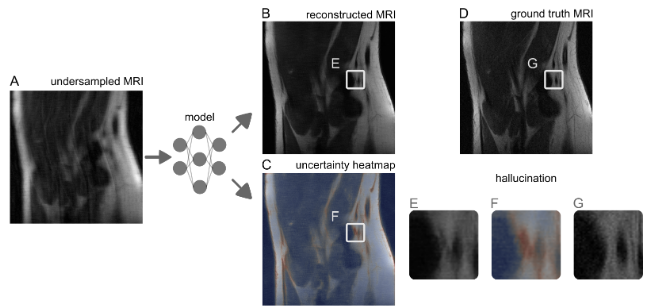 A
undersampled MRI
model
B
reconstructed MRI
E
C
uncertainty heatmap
F
D
ground truth MRI
G
hallucination
E
F
G